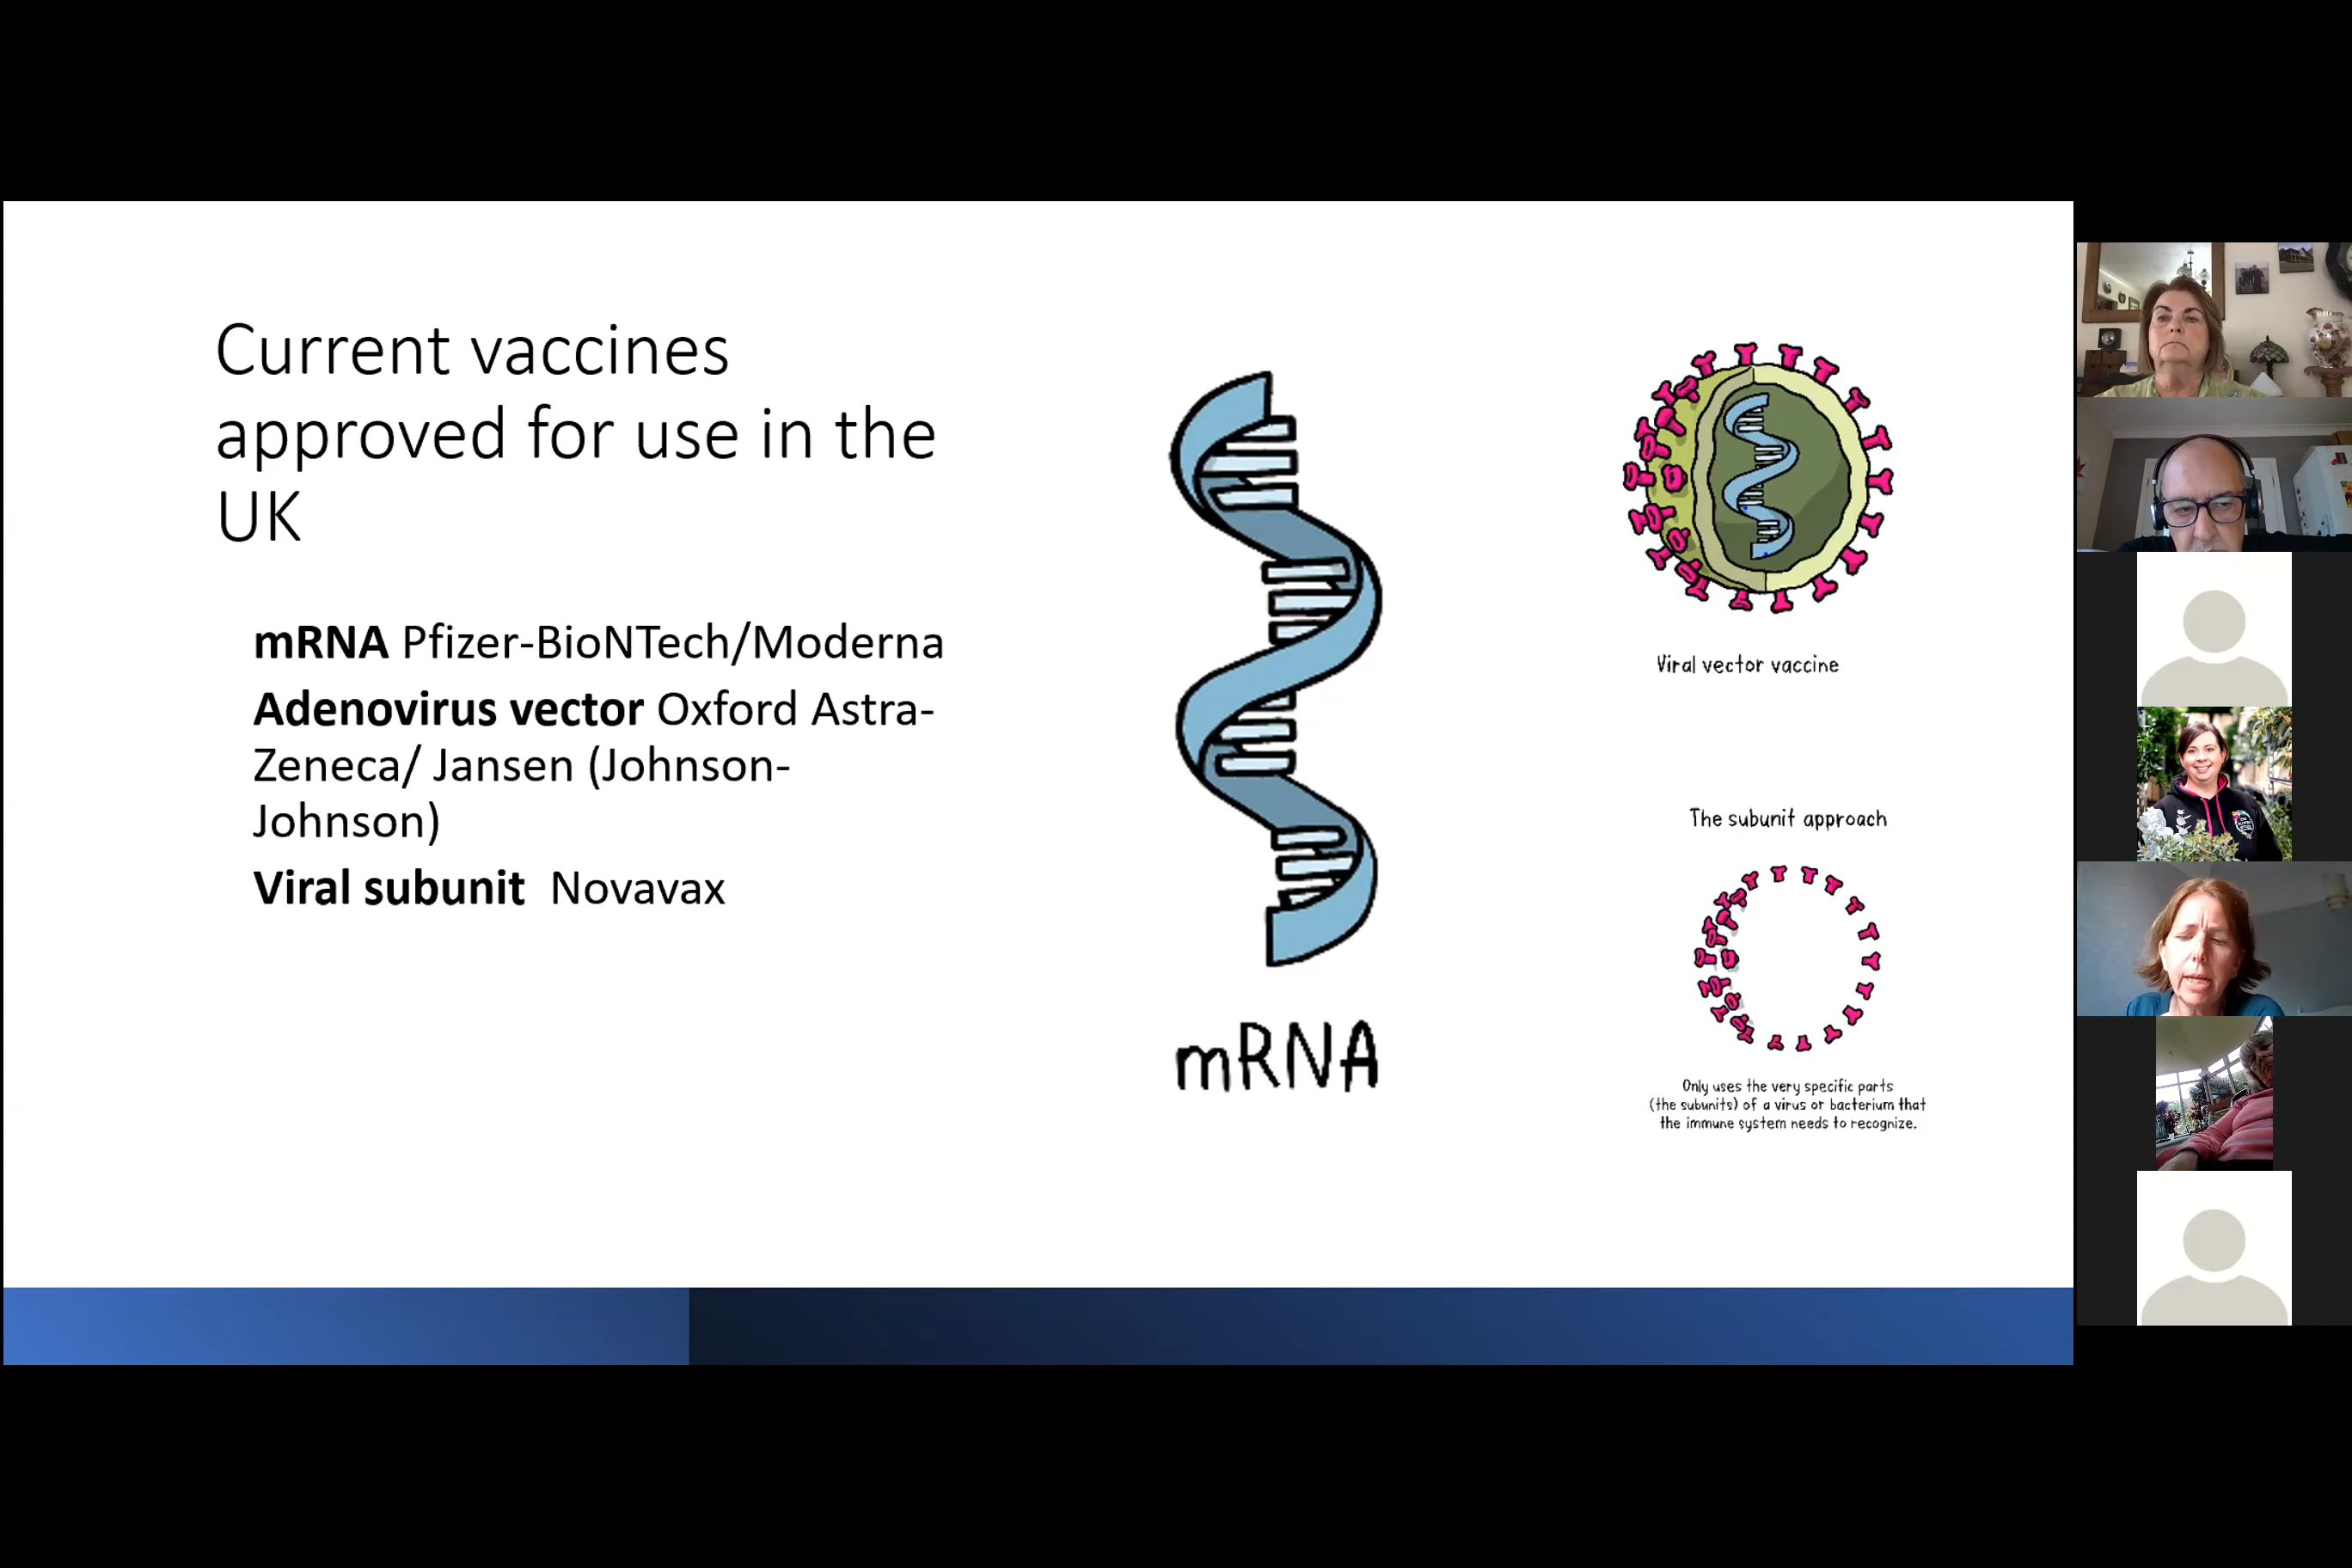 Current vaccines
approved for use in the
UK
mRNA Pfizer-BioNTech/Moderna
Adenovirus vector Oxford Astra-
Zeneca/ Jansen (Johnson-
Johnson)
Viral subunit  Novavax
mRNA
Viral vector vaccine
The subunit approach
Only uses the very specific parts
(the subunits) of a virus or bacterium that
the immune system needs to recognize.